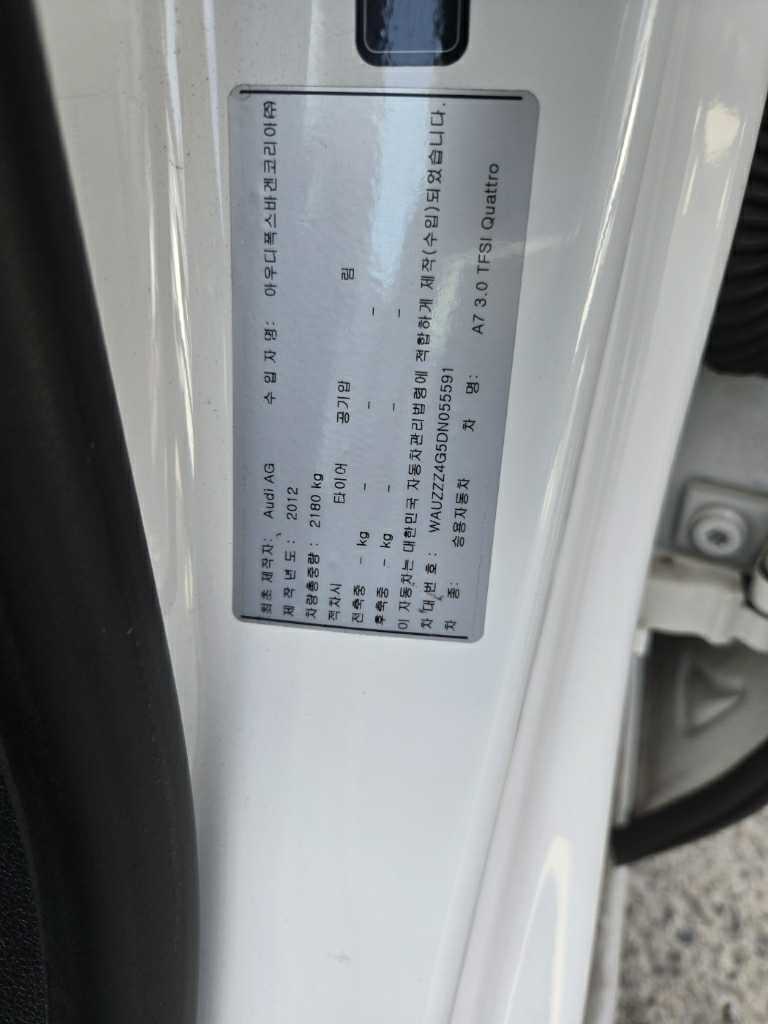 최초 제작자: Audi AG 수 입 자 명: 아우디폭스바겐코리아㈜
제 작 년 도 : 2012
차량총중량 : 2180 kg
적차시 타이어 공기압 림
전축중 - kg - - -
후축중 - kg - - -
이 자동차는 대한민국 자동차관리법령에 적합하게 제작(수입)되었습니다.
차 대 번 호 : WAUZZZ4G5DN055591
차 종: 승용자동차 차 명: A7 3.0 TFSI Quattro